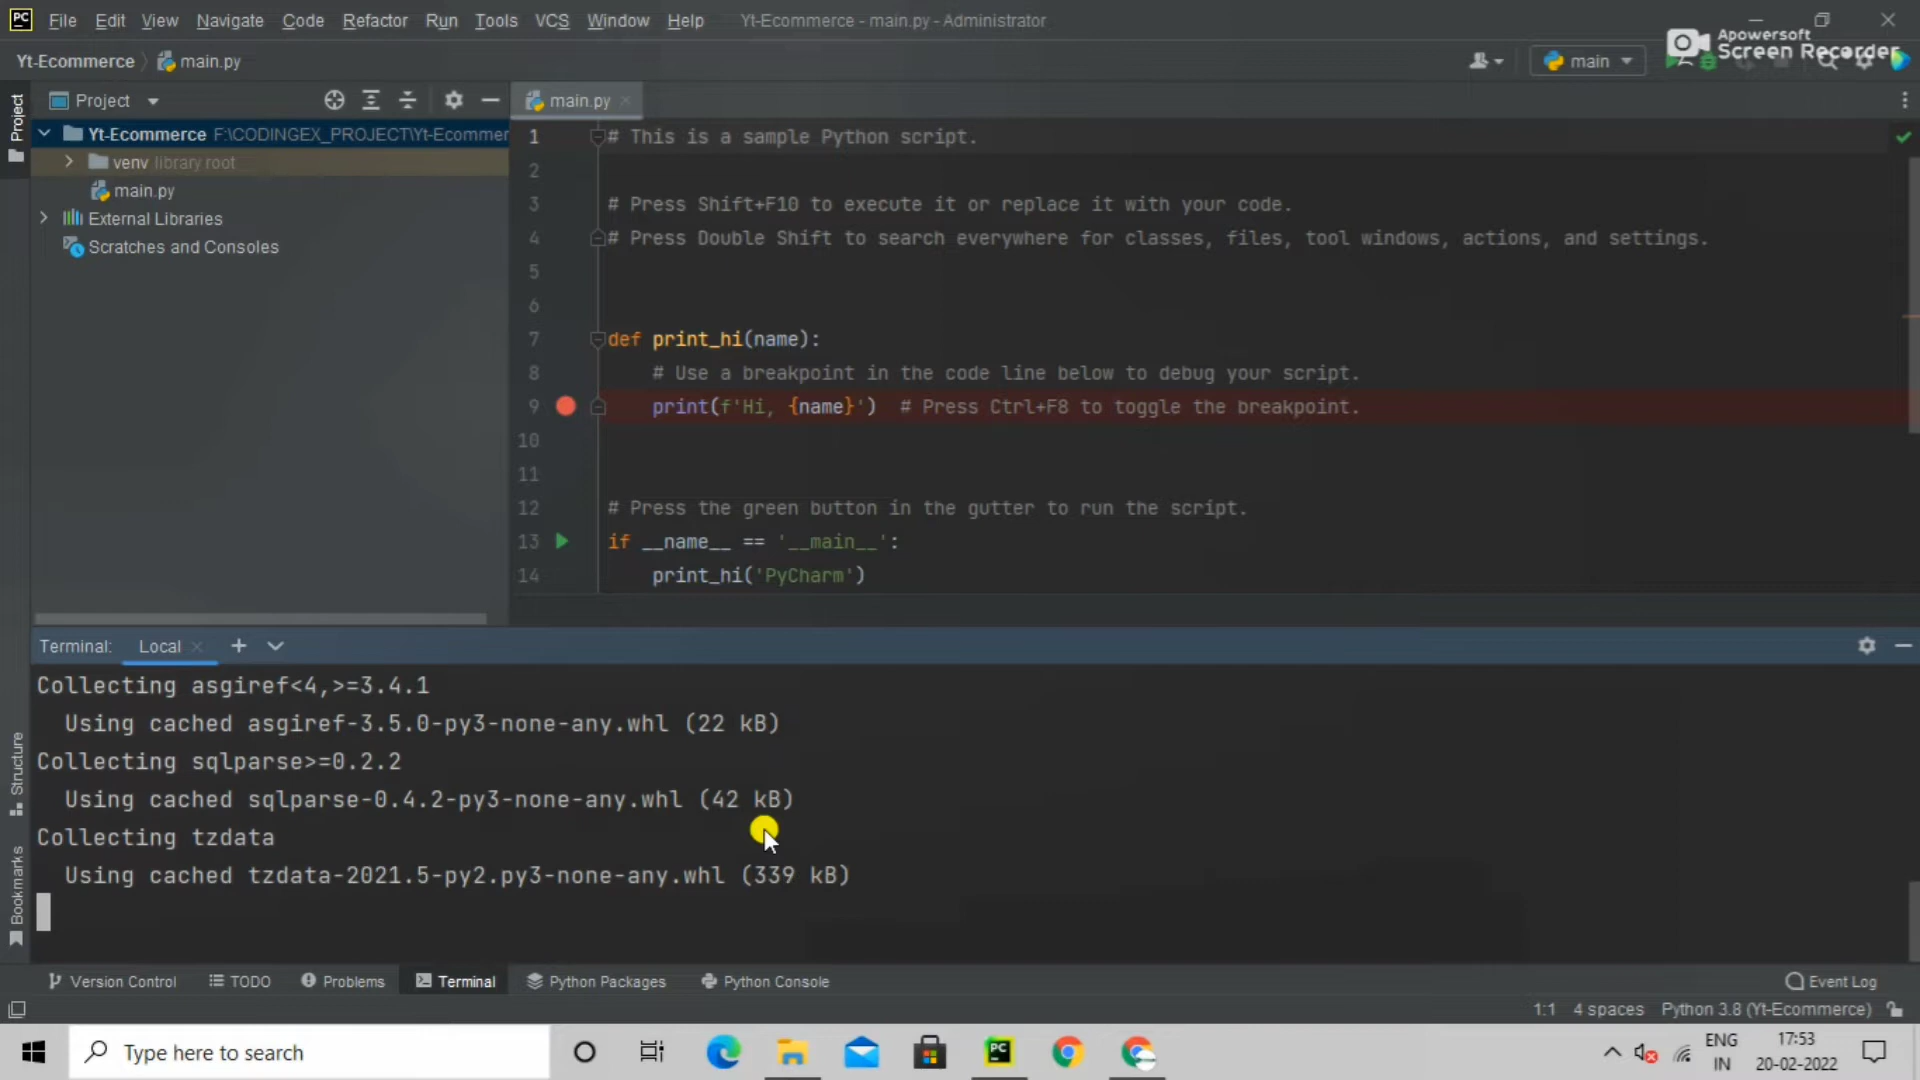 PC File Edit View Navigate Code Refactor Run Tools VCS Window Help Yt-Ecommerce - main.py - Administrator
Apowersoft
Screen Recorder
Yt-Ecommerce main.py main
Project
Project
main.py
Yt-Ecommerce F:\CODINGEX_PROJECT\Yt-Ecommer
venv library root
main.py
External Libraries
Scratches and Consoles
1 # This is a sample Python script.
2
3 # Press Shift+F10 to execute it or replace it with your code.
4 # Press Double Shift to search everywhere for classes, files, tool windows, actions, and settings.
5
6
7 def print_hi(name):
8 # Use a breakpoint in the code line below to debug your script.
9 print(f'Hi, {name}') # Press Ctrl+F8 to toggle the breakpoint.
10
11
12 # Press the green button in the gutter to run the script.
13 if __name__ == '__main__':
14 print_hi('PyCharm')
Terminal: Local
Collecting asgiref<4,>=3.4.1
Using cached asgiref-3.5.0-py3-none-any.whl (22 kB)
Collecting sqlparse>=0.2.2
Using cached sqlparse-0.4.2-py3-none-any.whl (42 kB)
Collecting tzdata
Using cached tzdata-2021.5-py2.py3-none-any.whl (339 kB)
Structure
Bookmarks
Version Control TODO Problems Terminal Python Packages Python Console Event Log
1:1 4 spaces Python 3.8 (Yt-Ecommerce)
Type here to search
PC
ENG
IN
17:53
20-02-2022